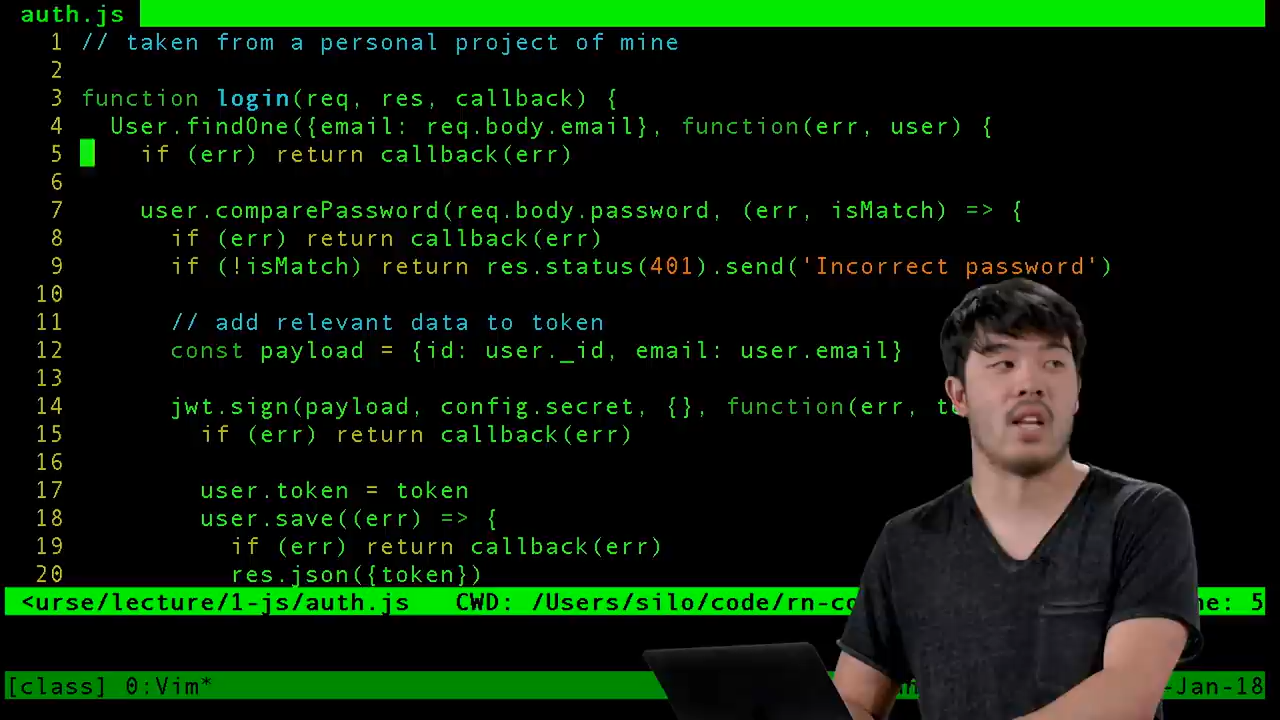 auth.js
1 // taken from a personal project of mine
2
3 function login(req, res, callback) {
4 User.findOne({email: req.body.email}, function(err, user) {
5 if (err) return callback(err)
6
7 user.comparePassword(req.body.password, (err, isMatch) => {
8 if (err) return callback(err)
9 if (!isMatch) return res.status(401).send('Incorrect password')
10
11 // add relevant data to token
12 const payload = {id: user._id, email: user.email}
13
14 jwt.sign(payload, config.secret, {}, function(err,
15 if (err) return callback(err)
16
17 user.token = token
18 user.save((err) => {
19 if (err) return callback(err)
20 res.json({token})
<urse/lecture/1-js/auth.js CWD: /Users/silo/code/rn-co : 5
[class] 0:Vim* -Jan-18